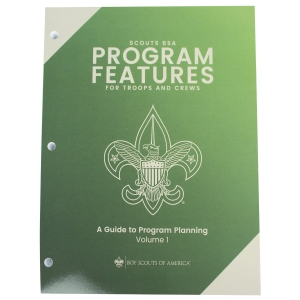 SCOUTS BSA
PROGRAM
FEATURES
FOR TROOPS AND CREWS
A Guide to Program Planning
Volume 1
BOY SCOUTS OF AMERICA